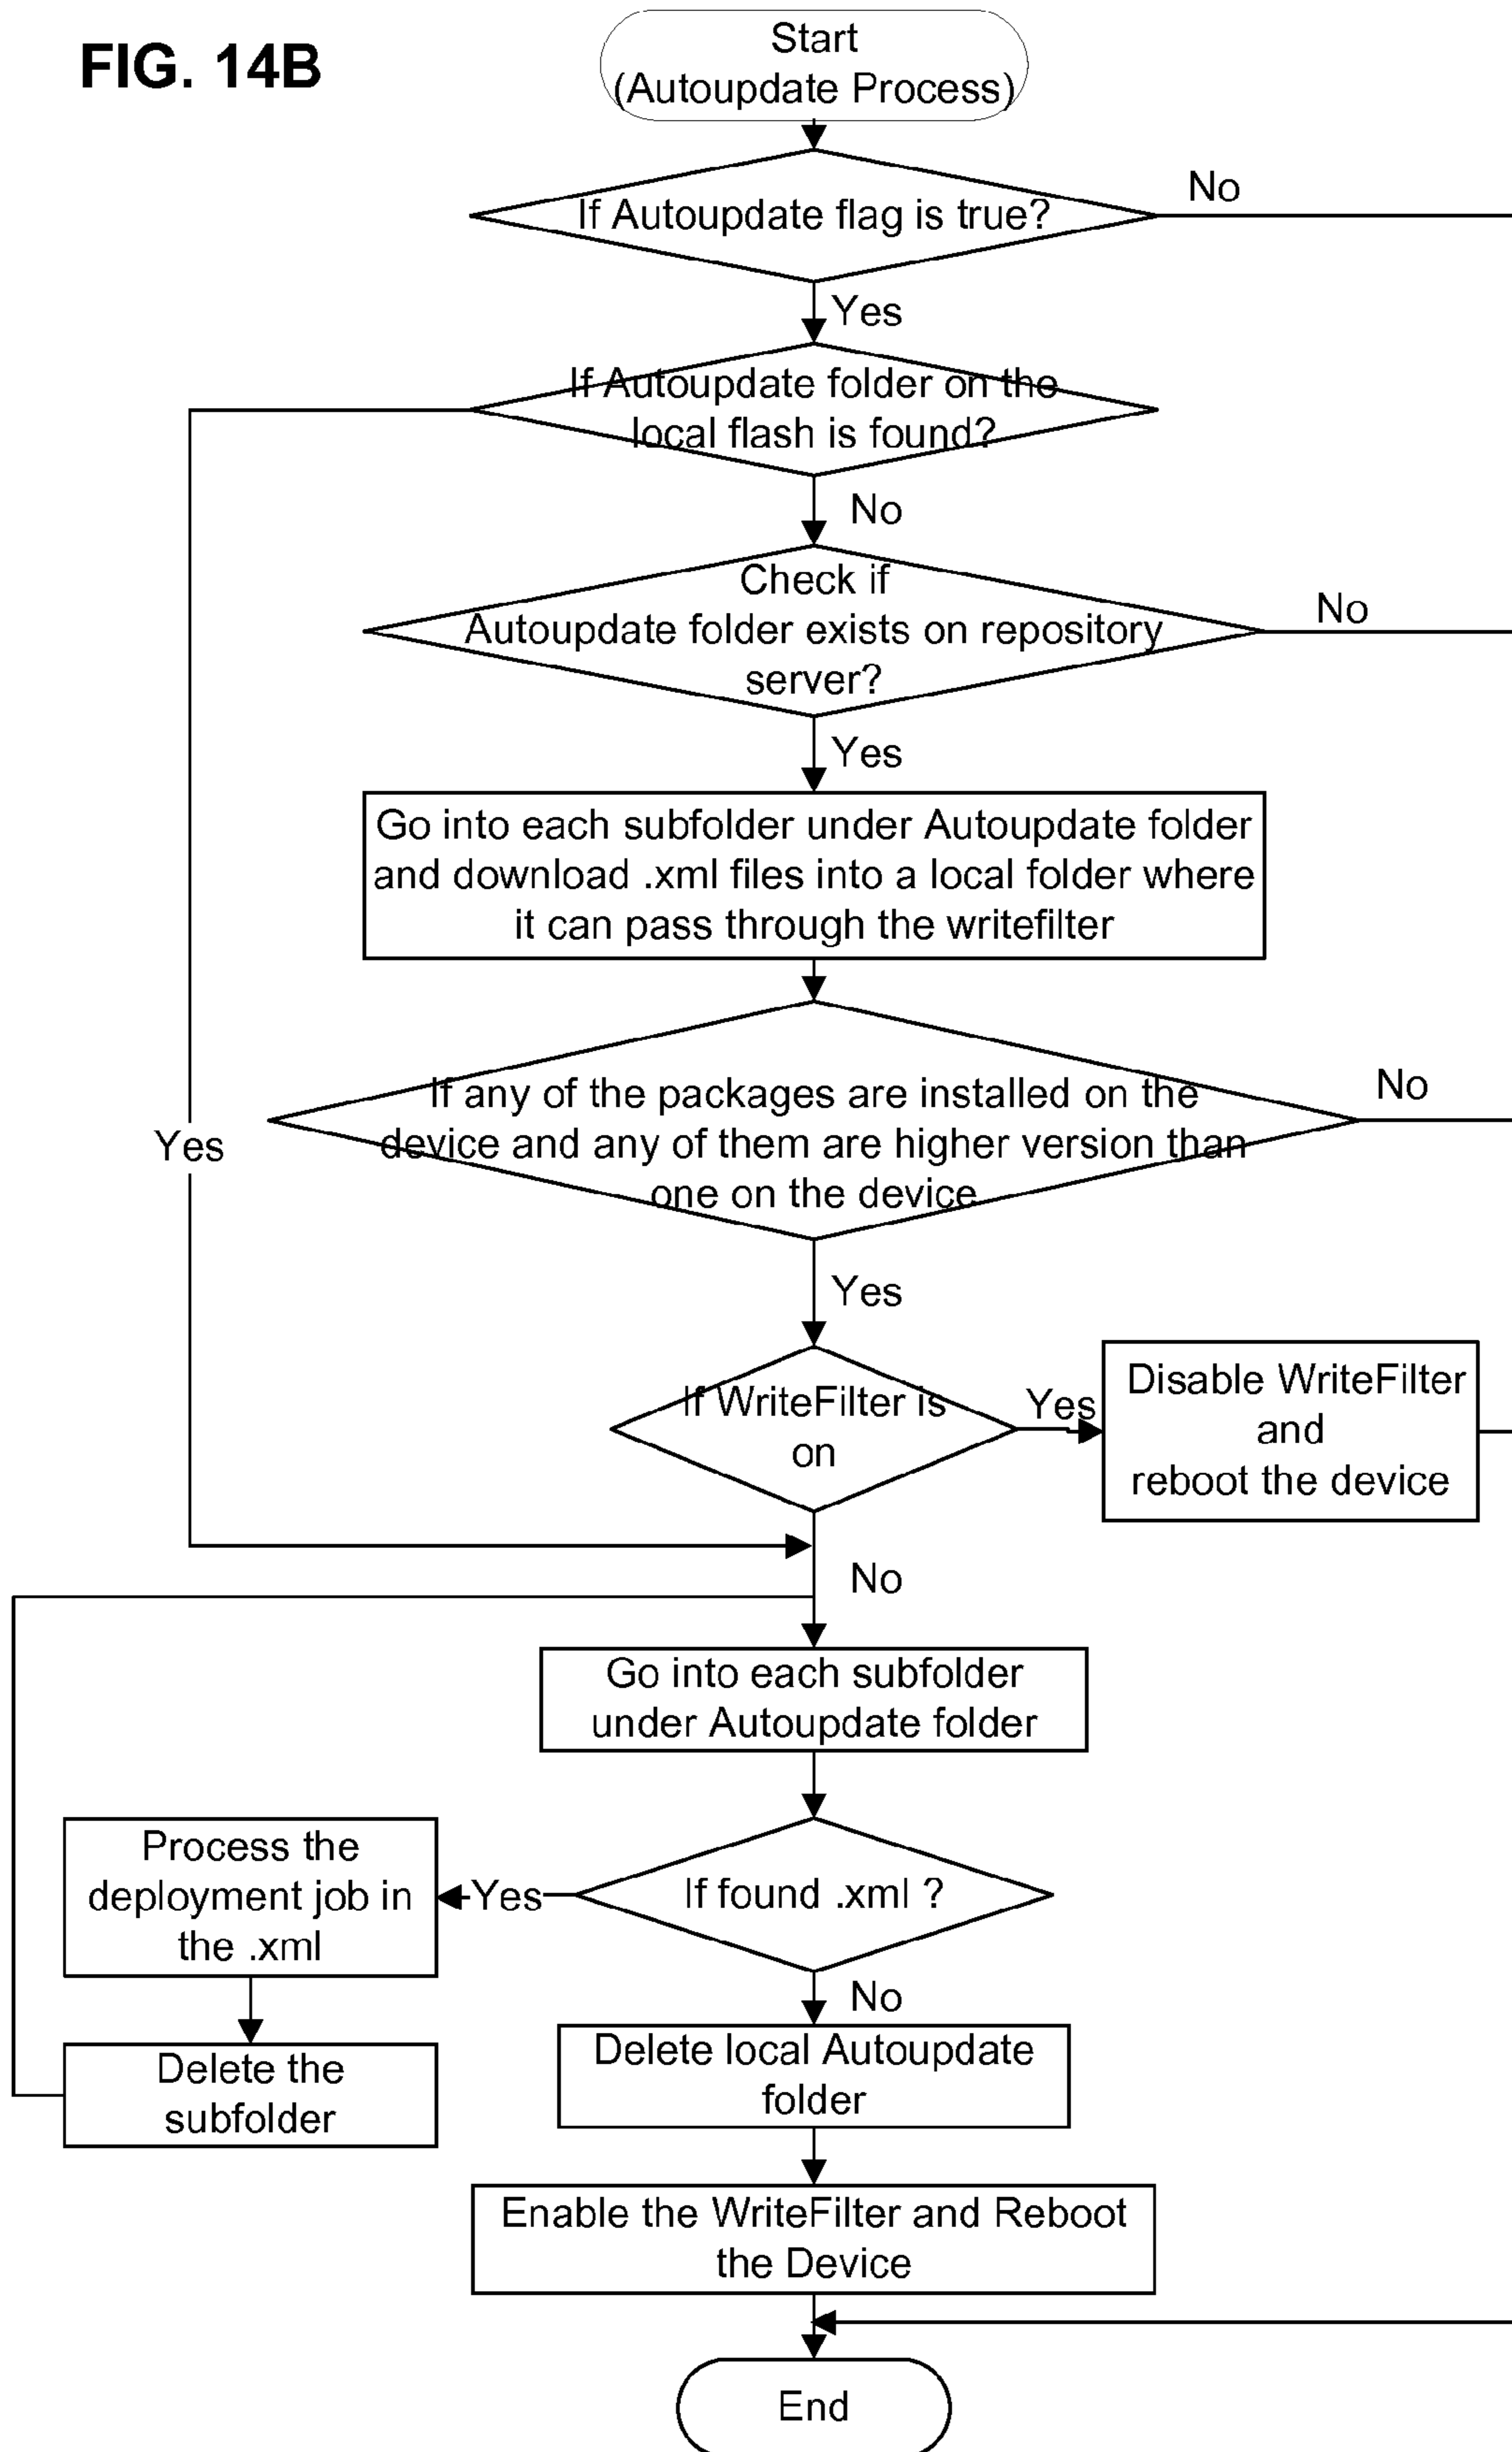 FIG. 14B
Start
(Autoupdate Process)
If Autoupdate flag is true?
No
Yes
If Autoupdate folder on the
local flash is found?
No
Check if
Autoupdate folder exists on repository
server?
No
Yes
Go into each subfolder under Autoupdate folder
and download .xml files into a local folder where
it can pass through the writefilter
If any of the packages are installed on the
device and any of them are higher version than
one on the device
No
Yes
Yes
If WriteFilter is
on
Yes
Disable WriteFilter
and
reboot the device
No
Go into each subfolder
under Autoupdate folder
If found .xml ?
Yes
Process the
deployment job in
the .xml
No
Delete the
subfolder
Delete local Autoupdate
folder
Enable the WriteFilter and Reboot
the Device
End